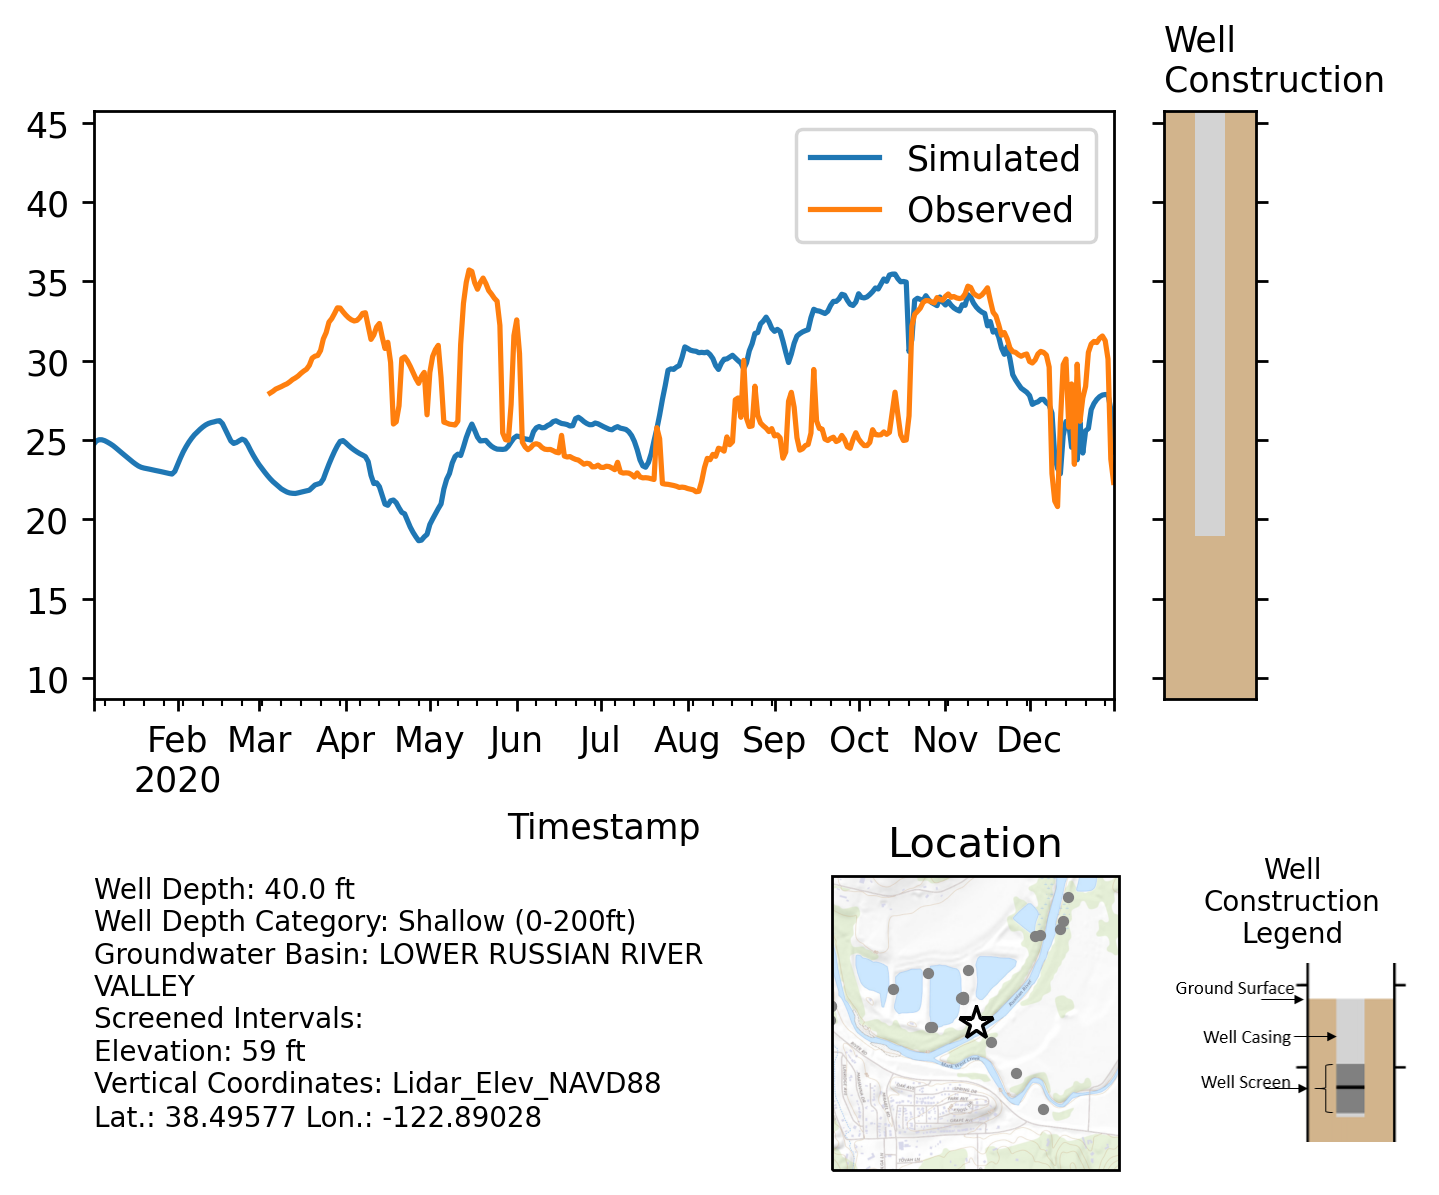 Well
Construction
45
40
35
30
25
20
15
10
Simulated
Observed
Feb Mar Apr May Jun Jul Aug Sep Oct Nov Dec
2020
Timestamp
Location
Well Depth: 40.0 ft
Well Depth Category: Shallow (0-200ft)
Groundwater Basin: LOWER RUSSIAN RIVER
VALLEY
Screened Intervals:
Elevation: 59 ft
Vertical Coordinates: Lidar_Elev_NAVD88
Lat.: 38.49577 Lon.: -122.89028
Well
Construction
Legend
Ground Surface
Well Casing
Well Screen